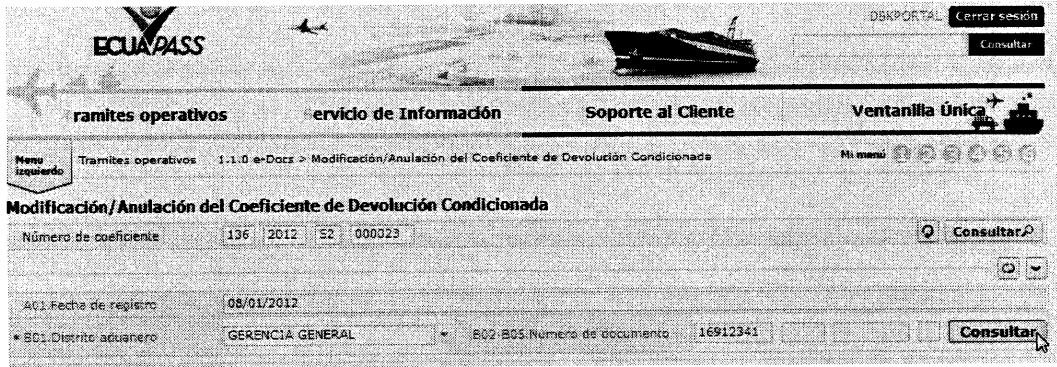 ECUAPASS
DSKPORTAL Cerrar sesión
Consultar
ramites operativos ervicio de Información Soporte al Cliente Ventanilla Única
Menu izquierdo
Tramites operativos 1.1.0 e-Docs > Modificación/Anulación del Coeficiente de Devolución Condicionada Mi menú
Modificación/Anulación del Coeficiente de Devolución Condicionada
Número de coeficiente 136 2012 S2 000023 Consultar
A01.Fecha de registro 08/01/2012
* B01.Distrito aduanero GERENCIA GENERAL B02-B05.Número de documento 16912341 Consultar